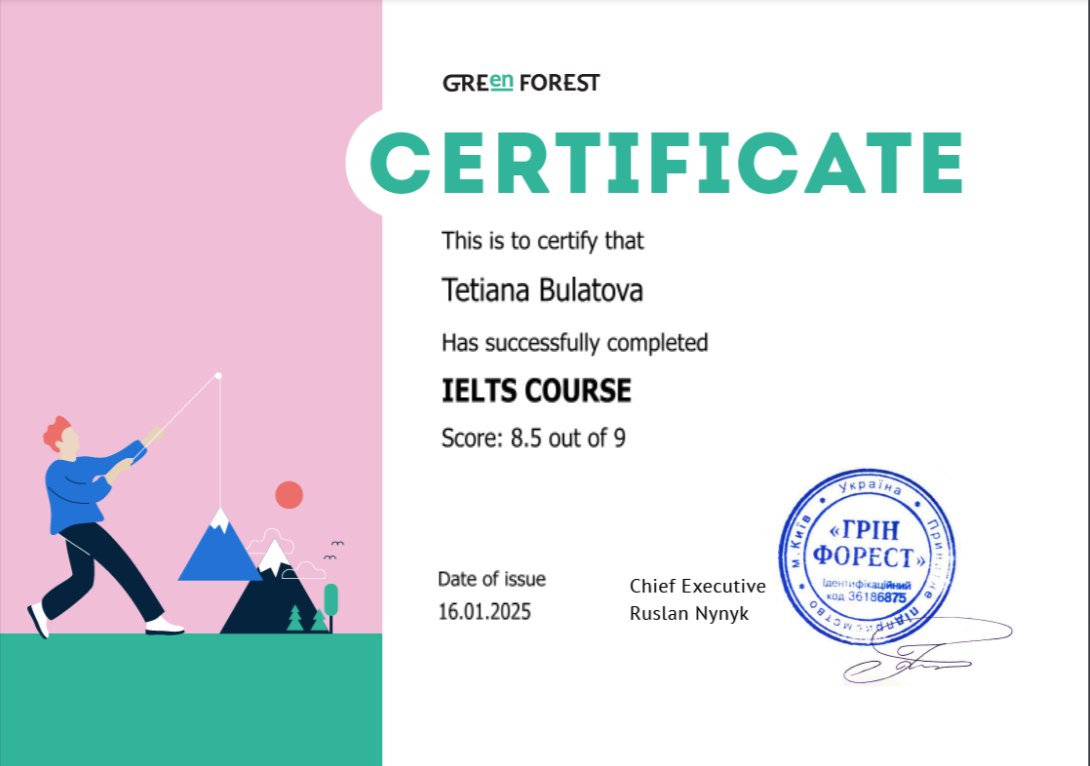 GREen FOREST
CERTIFICATE
This is to certify that
Tetiana Bulatova
Has successfully completed
IELTS COURSE
Score: 8.5 out of 9
Date of issue
16.01.2025
Chief Executive
Ruslan Nynyk
Україна
м. Київ
Приватне підприємство
«ГРІН
ФОРЕСТ»
Ідентифікаційний
код 36186875